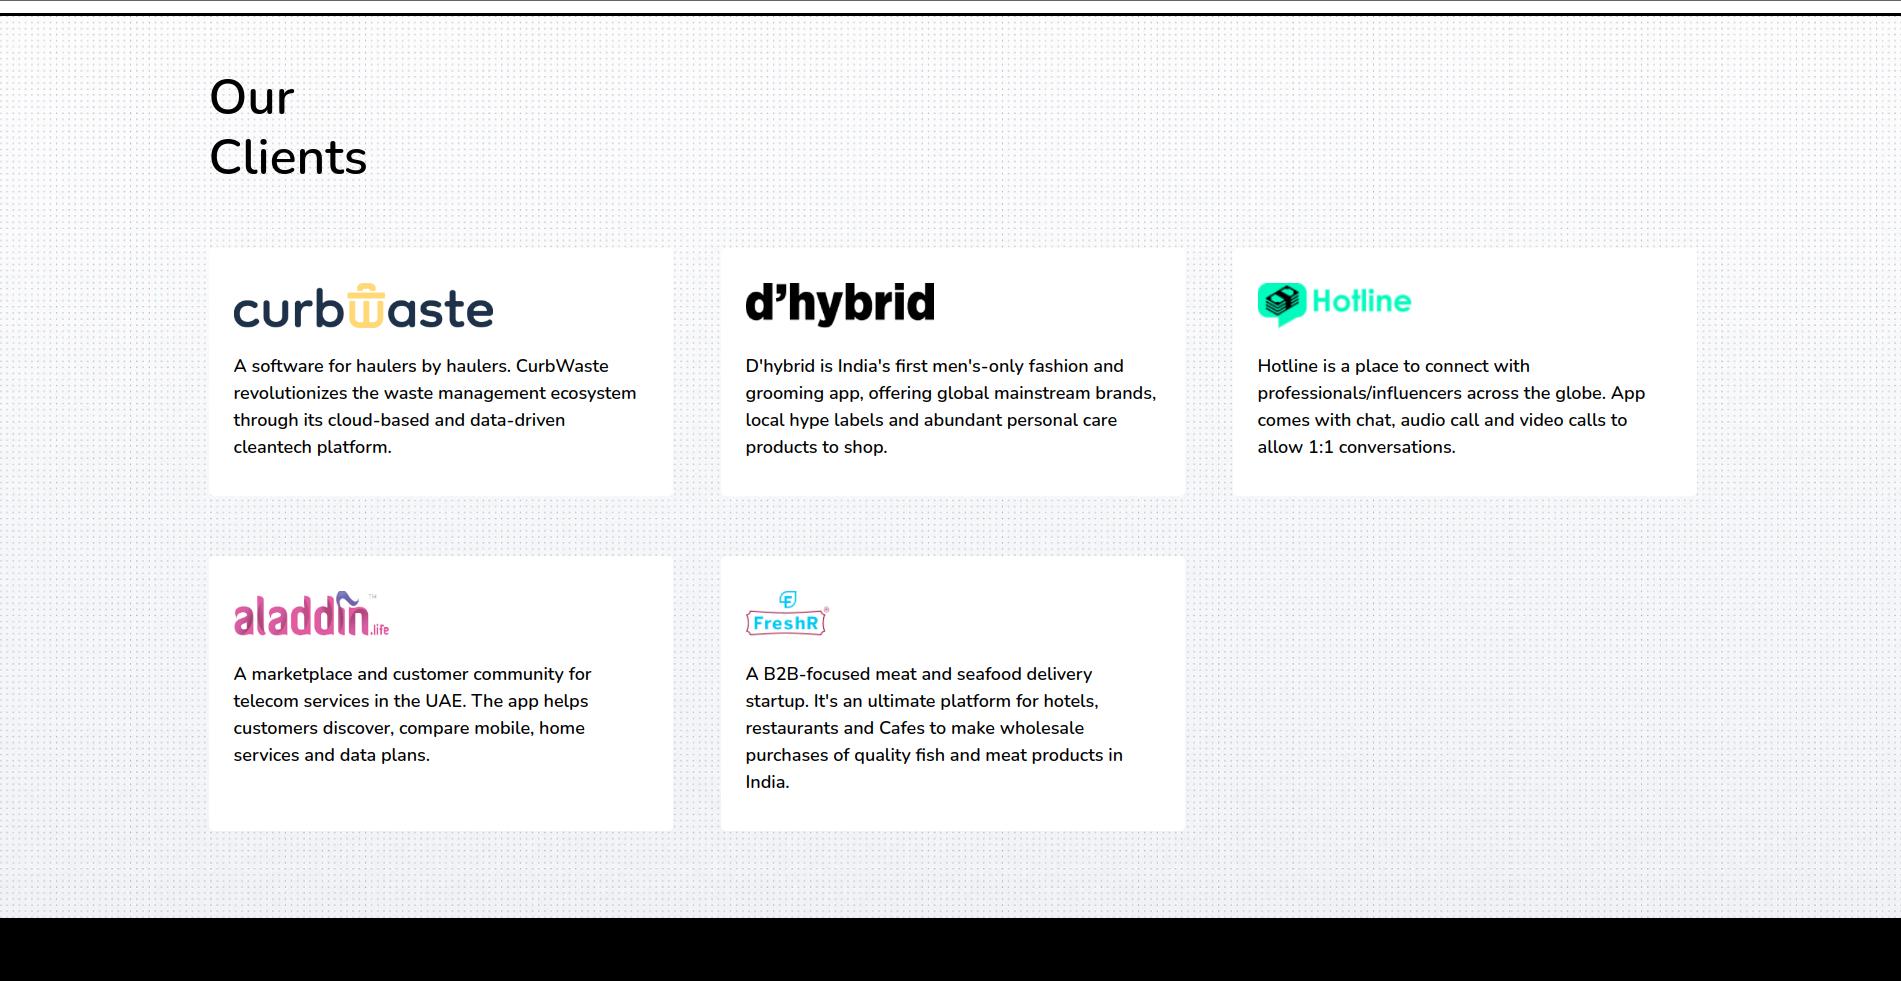 Our
Clients
curbwaste
d'hybrid
Hotline
A software for haulers by haulers. CurbWaste
revolutionizes the waste management ecosystem
through its cloud-based and data-driven
cleantech platform.
D'hybrid is India's first men's-only fashion and
grooming app, offering global mainstream brands,
local hype labels and abundant personal care
products to shop.
Hotline is a place to connect with
professionals/influencers across the globe. App
comes with chat, audio call and video calls to
allow 1:1 conversations.
aladdin.life ™
F
FreshR ®
A marketplace and customer community for
telecom services in the UAE. The app helps
customers discover, compare mobile, home
services and data plans.
A B2B-focused meat and seafood delivery
startup. It's an ultimate platform for hotels,
restaurants and Cafes to make wholesale
purchases of quality fish and meat products in
India.